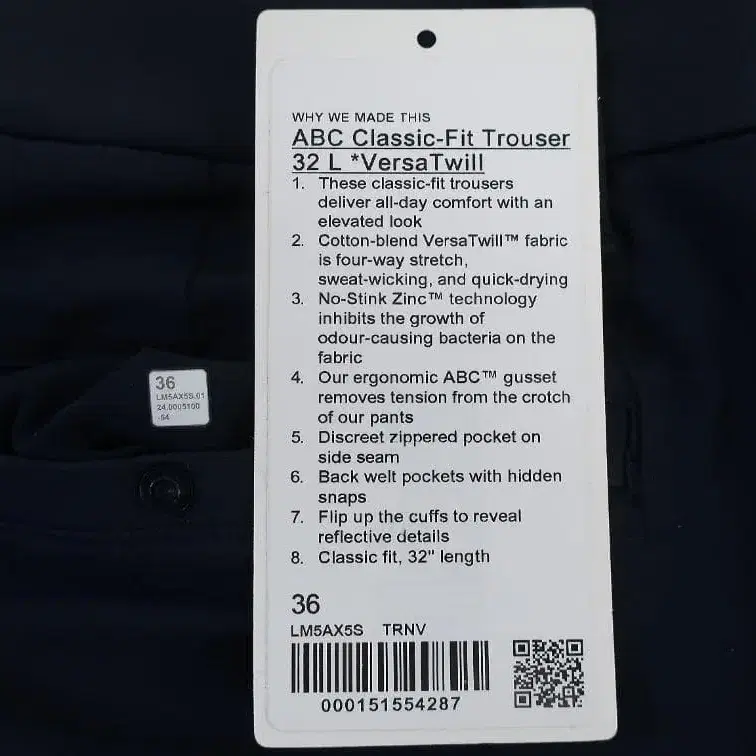 WHY WE MADE THIS
ABC Classic-Fit Trouser
32 L *VersaTwill
1. These classic-fit trousers
deliver all-day comfort with an
elevated look
2. Cotton-blend VersaTwill™ fabric
is four-way stretch,
sweat-wicking, and quick-drying
3. No-Stink Zinc™ technology
inhibits the growth of
odour-causing bacteria on the
fabric
4. Our ergonomic ABC™ gusset
removes tension from the crotch
of our pants
5. Discreet zippered pocket on
side seam
6. Back welt pockets with hidden
snaps
7. Flip up the cuffs to reveal
reflective details
8. Classic fit, 32" length
36
LM5AX5S TRNV
000151554287
36
LM5AX5S.01
24.0005100
-54